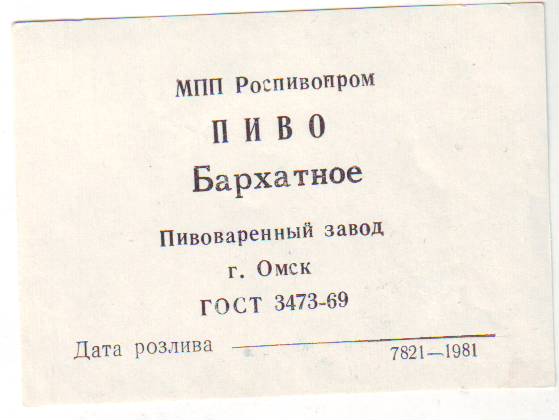 МПП Роспивопром
ПИВО
Бархатное
Пивоваренный завод
г. Омск
ГОСТ 3473-69
Дата розлива
7821—1981